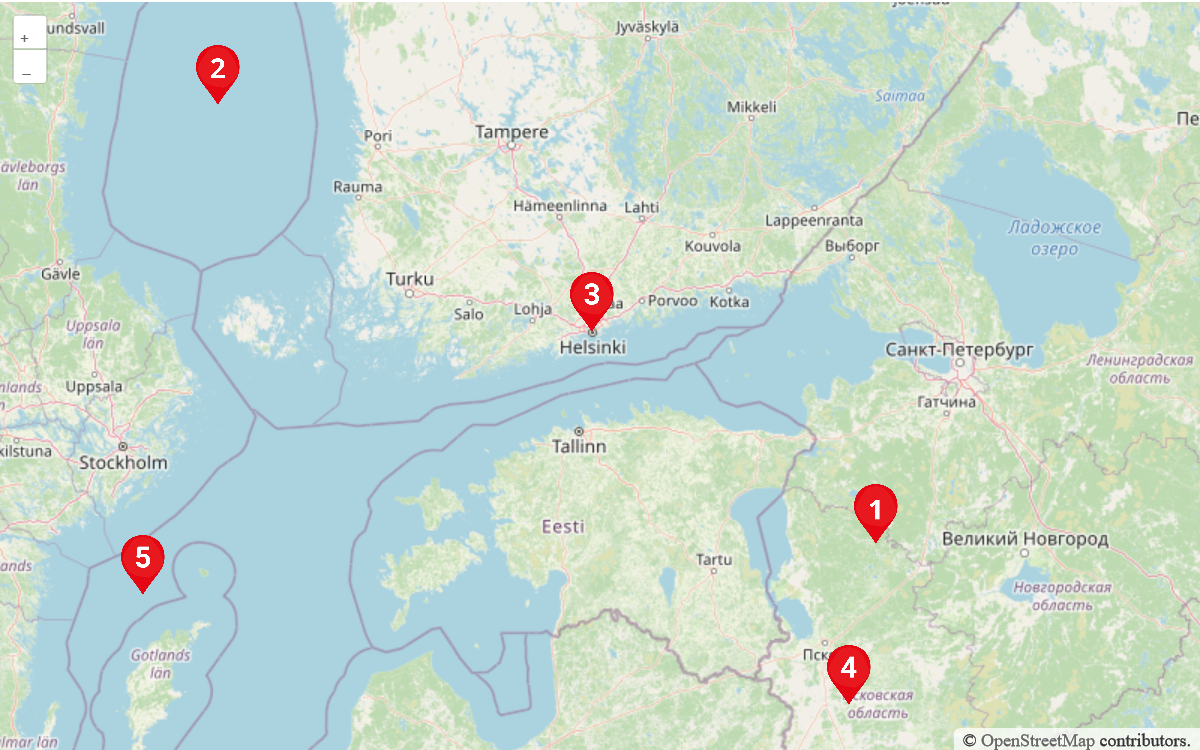 Joensuu
+
–
undsvall
Jyväskylä
2
Saimaa
Mikkeli
Пе
Pori
Tampere
ävleborgs
län
Rauma
Hämeenlinna
Lahti
Lappeenranta
Ладожское
озеро
Kouvola
Выборг
Gävle
Turku
3
aa
Porvoo
Kotka
Salo
Lohja
Uppsala
län
Helsinki
Санкт-Петербург
Ленинградская
область
nlands
n
Uppsala
Гатчина
kilstuna
Stockholm
Tallinn
1
Eesti
Великий Новгород
5
ands
Tartu
Новгородская
область
Gotlands
län
Пск
4
сковская
область
lmar län
© OpenStreetMap contributors.